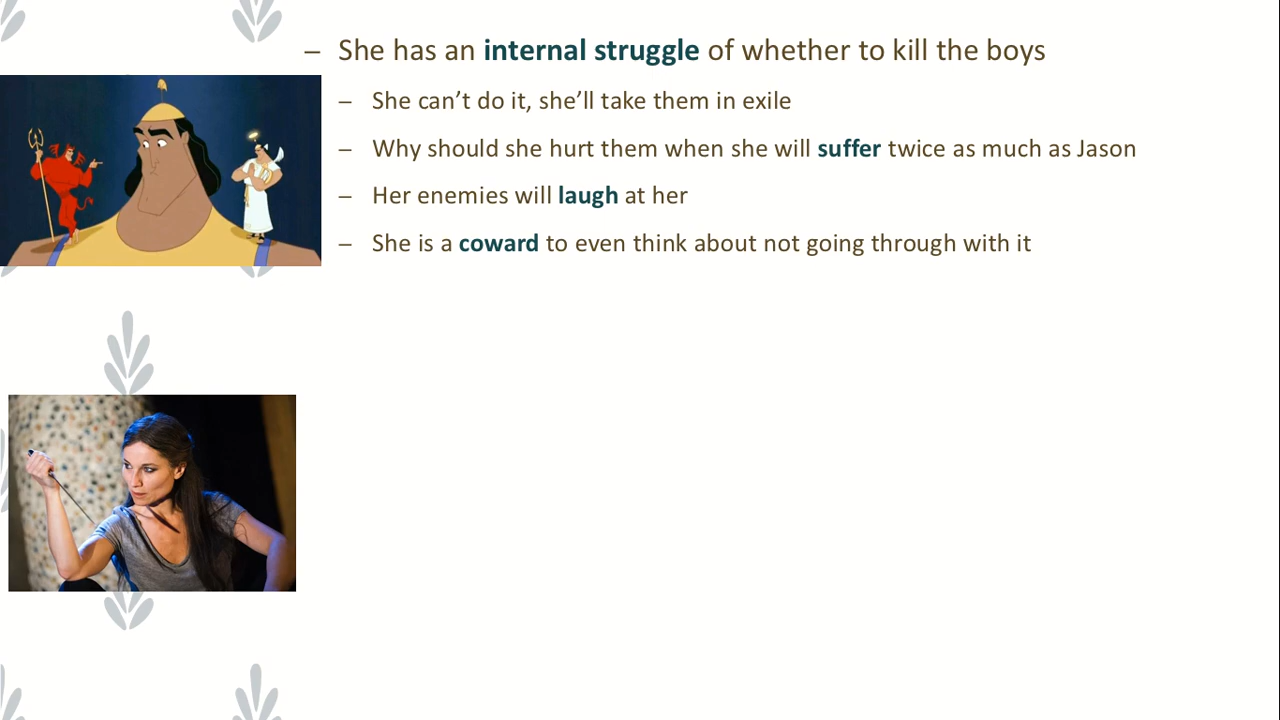 – She has an internal struggle of whether to kill the boys
– She can’t do it, she’ll take them in exile
– Why should she hurt them when she will suffer twice as much as Jason
– Her enemies will laugh at her
– She is a coward to even think about not going through with it